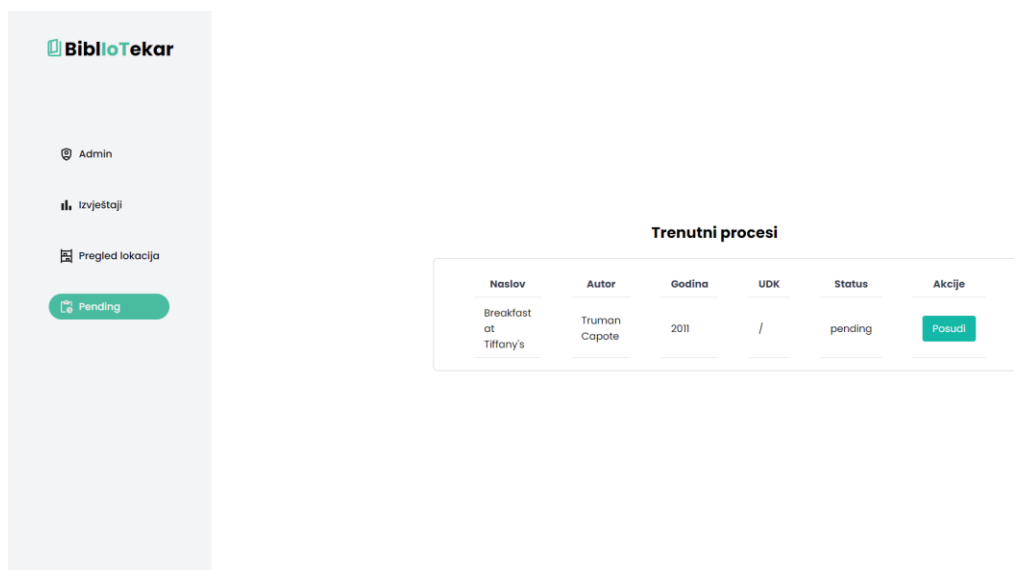 BiblIoTekar
Admin
Izvještaji
Pregled lokacija
Pending
Trenutni procesi
Naslov Autor Godina UDK Status Akcije
Breakfast
at
Tiffany's
Truman
Capote
2011 / pending Posudi